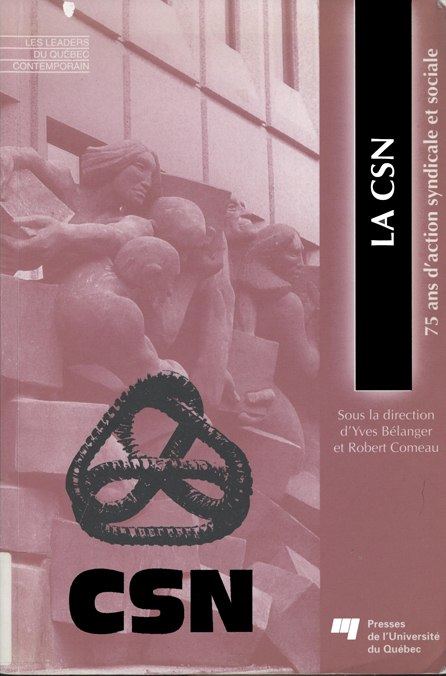 LES LEADERS
DU QUÉBEC
CONTEMPORAIN
LA CSN
75 ans d'action syndicale et sociale
Sous la direction
d'Yves Bélanger
et Robert Comeau
CSN
Presses
de l'Université
du Québec